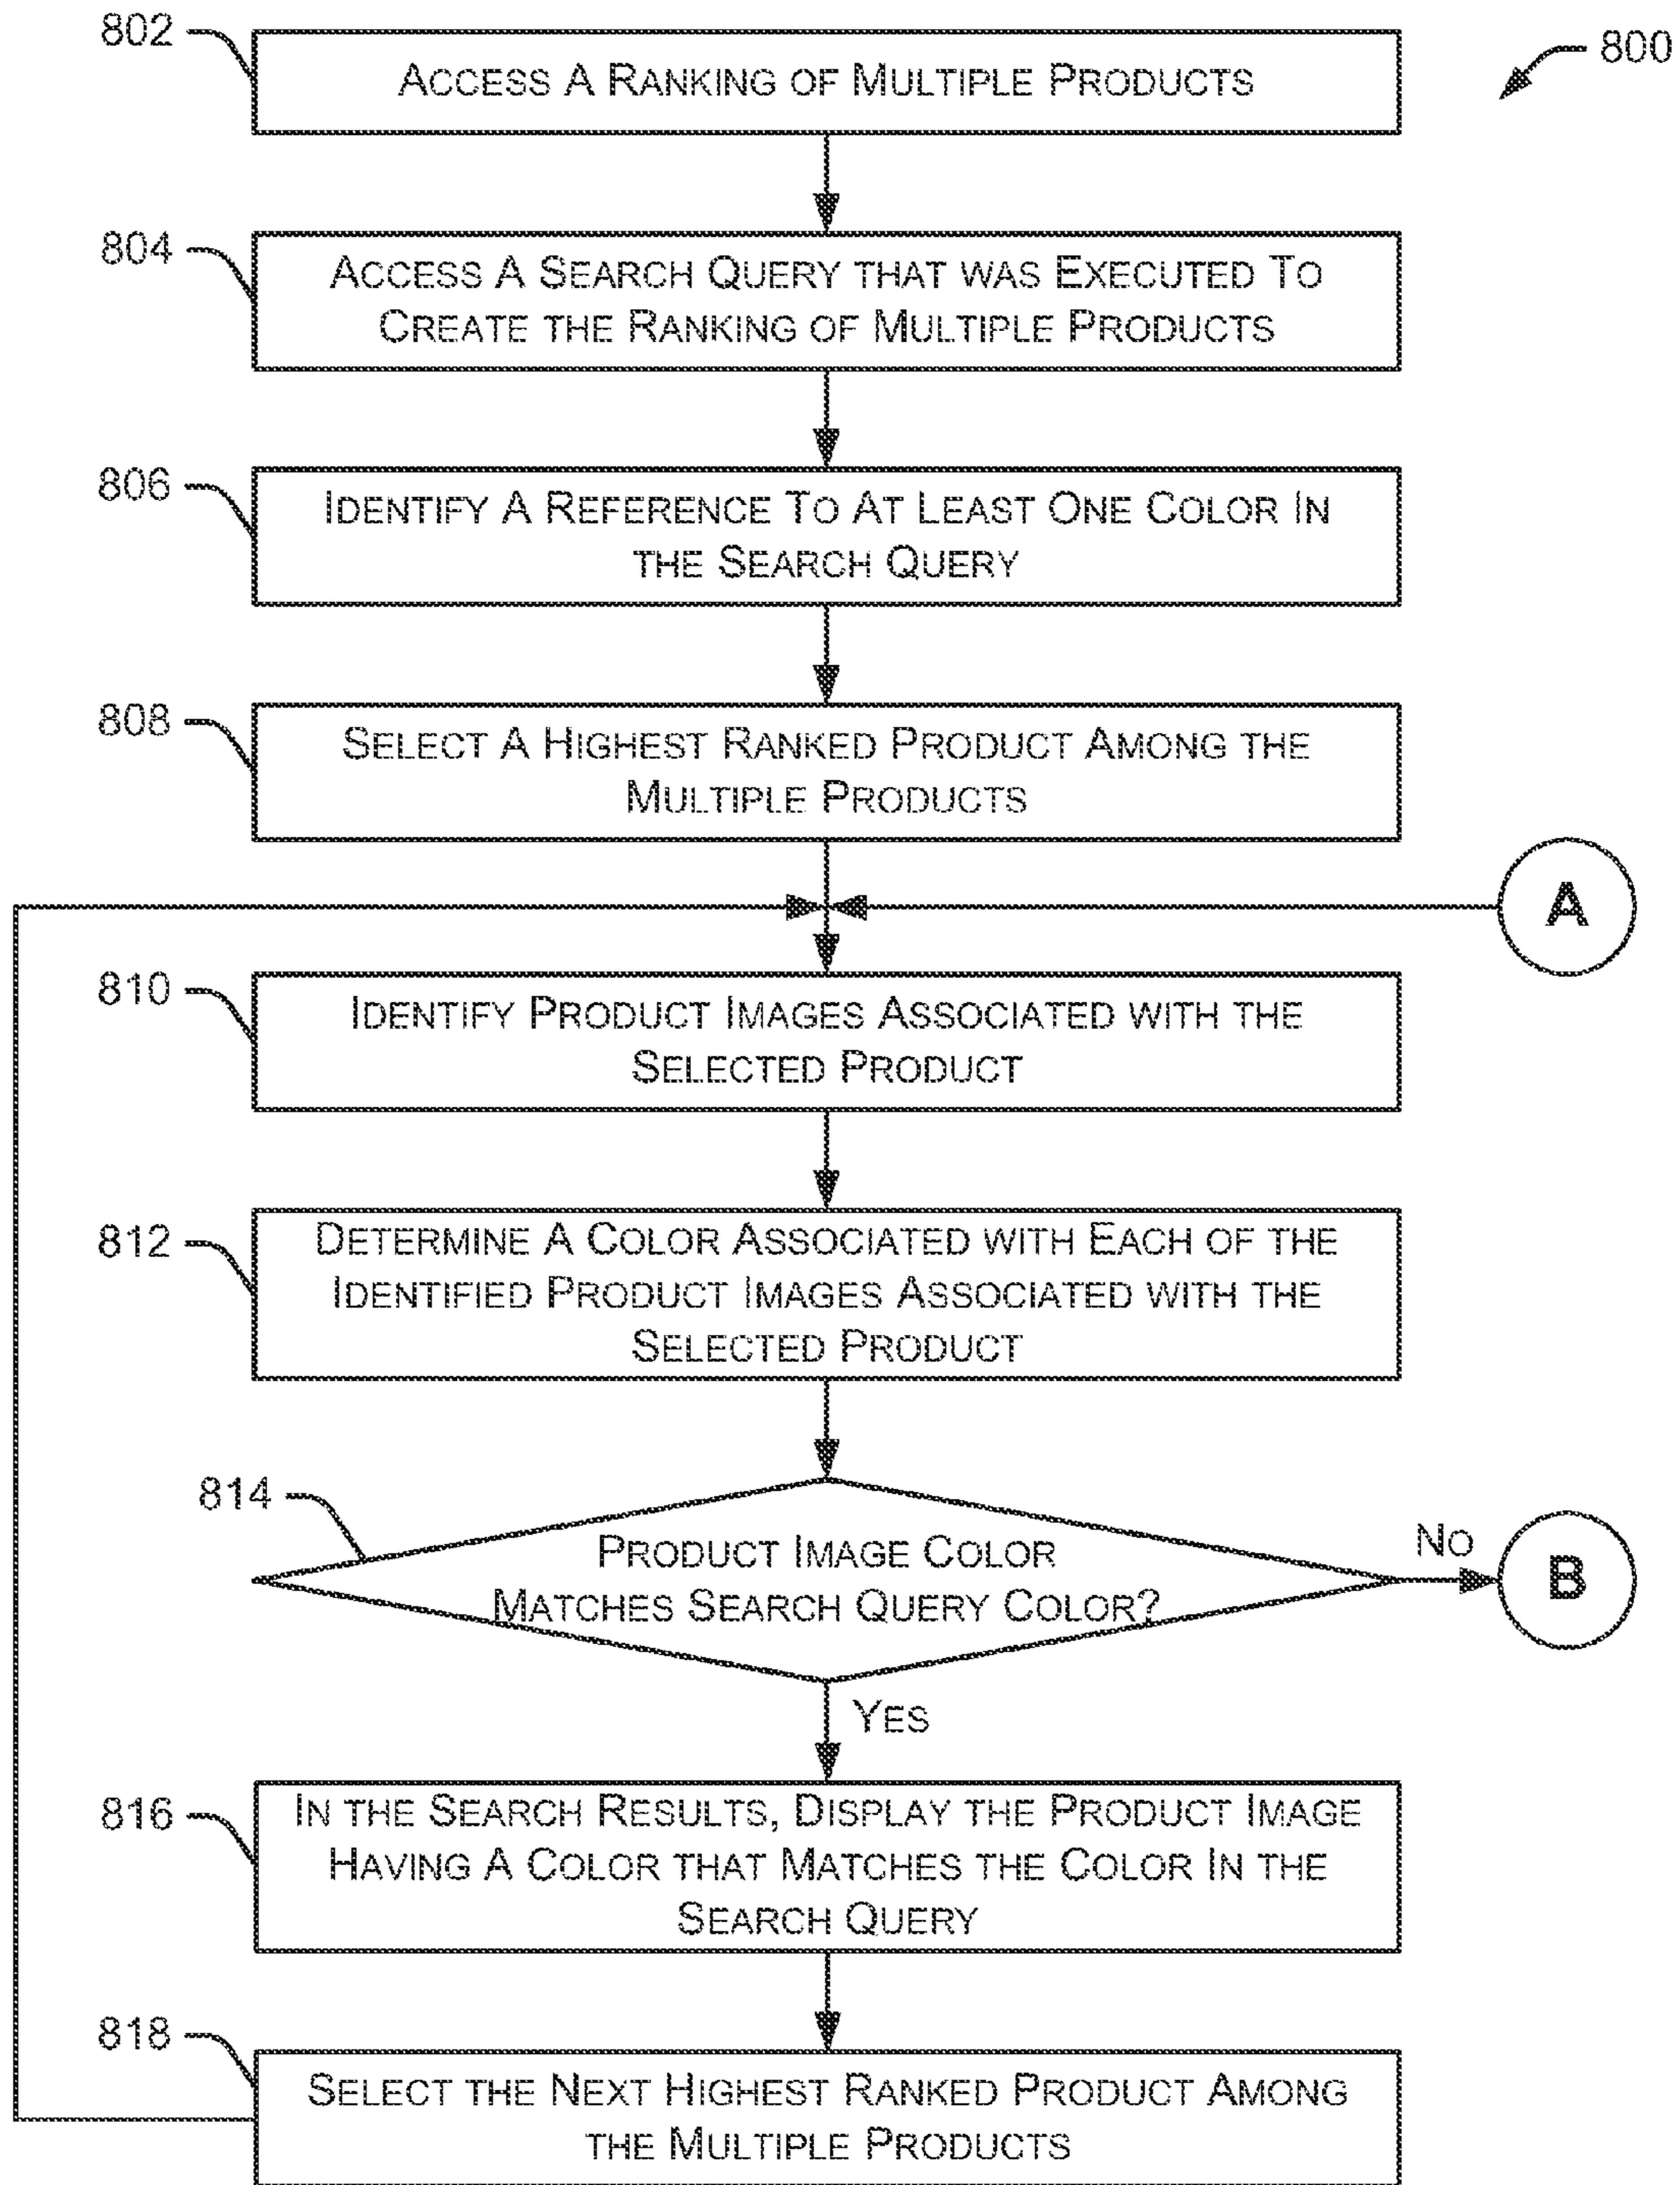 802
ACCESS A RANKING OF MULTIPLE PRODUCTS
800
804
ACCESS A SEARCH QUERY THAT WAS EXECUTED TO
CREATE THE RANKING OF MULTIPLE PRODUCTS
806
IDENTIFY A REFERENCE TO AT LEAST ONE COLOR IN
THE SEARCH QUERY
808
SELECT A HIGHEST RANKED PRODUCT AMONG THE
MULTIPLE PRODUCTS
A
810
IDENTIFY PRODUCT IMAGES ASSOCIATED WITH THE
SELECTED PRODUCT
812
DETERMINE A COLOR ASSOCIATED WITH EACH OF THE
IDENTIFIED PRODUCT IMAGES ASSOCIATED WITH THE
SELECTED PRODUCT
814
PRODUCT IMAGE COLOR
MATCHES SEARCH QUERY COLOR?
NO
B
YES
816
IN THE SEARCH RESULTS, DISPLAY THE PRODUCT IMAGE
HAVING A COLOR THAT MATCHES THE COLOR IN THE
SEARCH QUERY
818
SELECT THE NEXT HIGHEST RANKED PRODUCT AMONG
THE MULTIPLE PRODUCTS